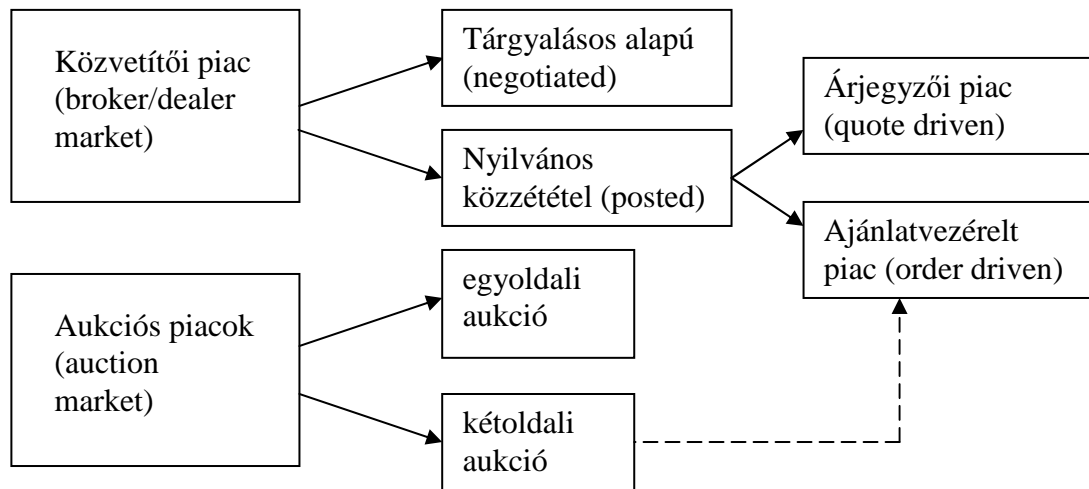 Közvetítői piac
(broker/dealer
market)
Tárgyalásos alapú
(negotiated)
Nyilvános
közzététel (posted)
Árjegyzői piac
(quote driven)
Ajánlatvezérelt
piac (order driven)
Aukciós piacok
(auction
market)
egyoldali
aukció
kétoldali
aukció